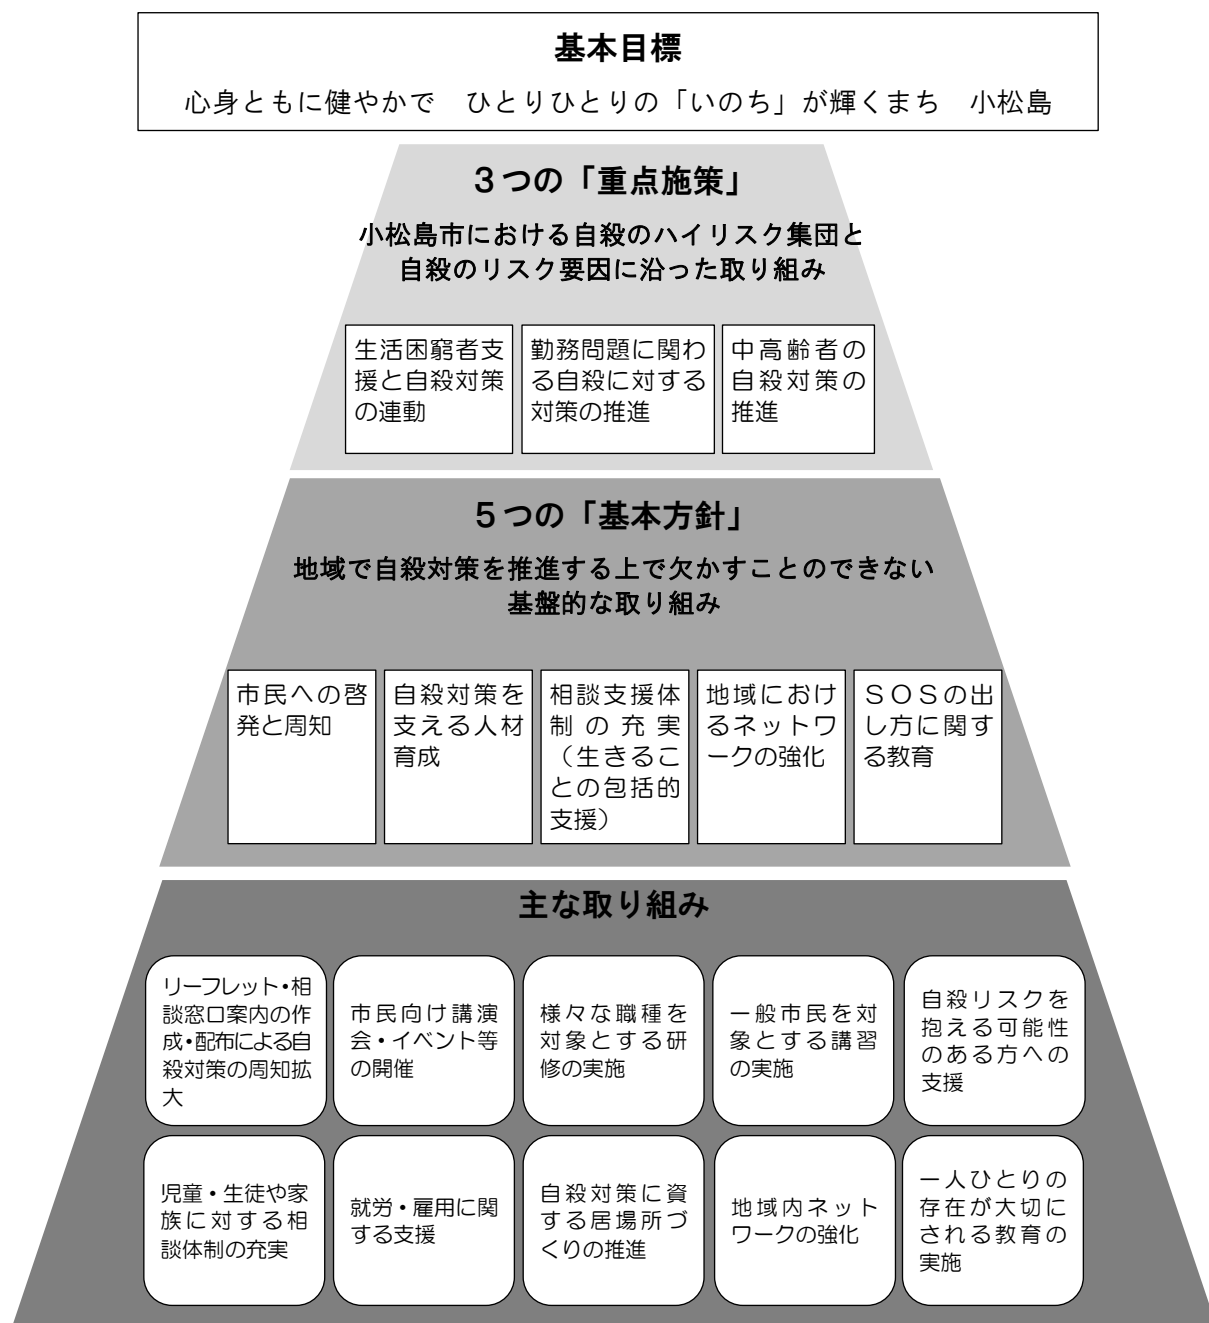 基本目標
心身ともに健やかで　ひとりひとりの「いのち」が輝くまち　小松島
３つの「重点施策」
小松島市における自殺のハイリスク集団と
自殺のリスク要因に沿った取り組み
生活困窮者支
援と自殺対策
の連動
勤務問題に関わ
る自殺に対する
対策の推進
中高齢者の
自殺対策の
推進
５つの「基本方針」
地域で自殺対策を推進する上で欠かすことのできない
基盤的な取り組み
市民への啓
発と周知
自殺対策を
支える人材
育成
相談支援体
制の充実
（生きるこ
との包括的
支援）
地域におけ
るネットワ
ークの強化
ＳＯＳの出
し方に関す
る教育
主な取り組み
リーフレット・相
談窓口案内の作
成・配布による自
殺対策の周知拡
大
市民向け講演
会・イベント等
の開催
様々な職種を
対象とする研
修の実施
一般市民を対
象とする講習
の実施
自殺リスクを
抱える可能性
のある方への
支援
児童・生徒や家
族に対する相
談体制の充実
就労・雇用に関
する支援
自殺対策に資
する居場所づ
くりの推進
地域内ネット
ワークの強化
一人ひとりの
存在が大切に
される教育の
実施